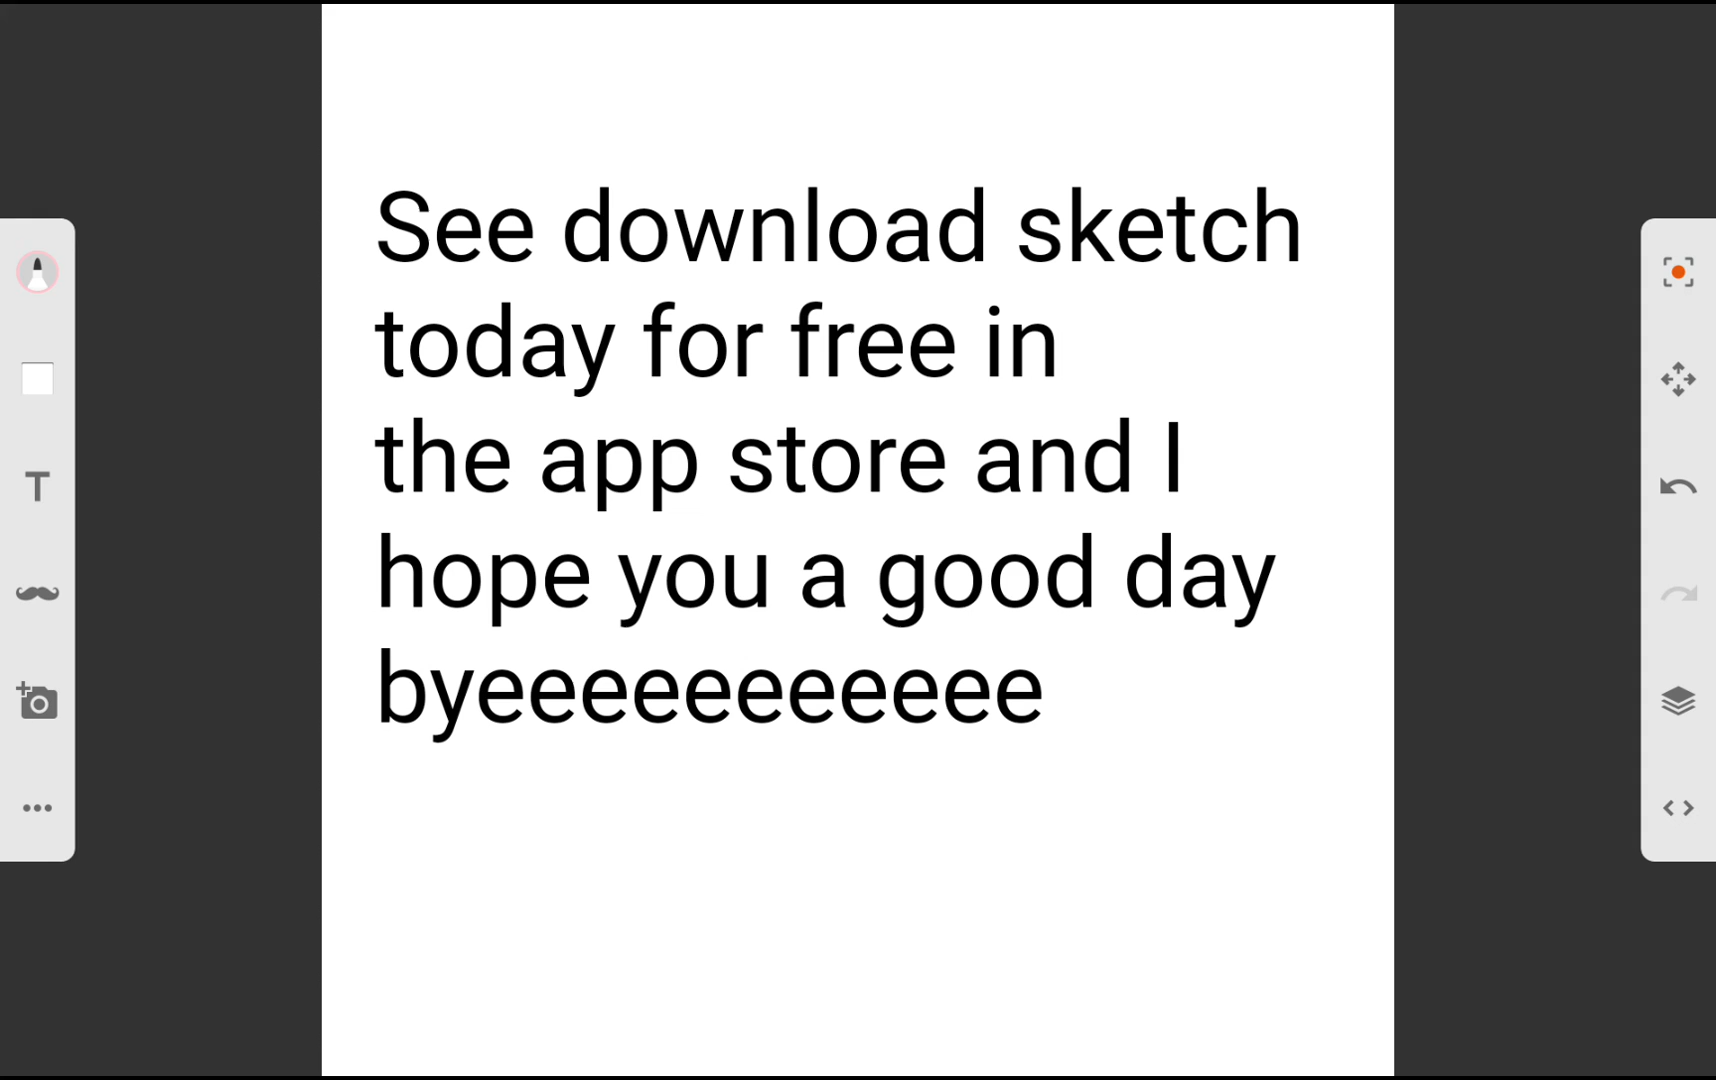 See download sketch
today for free in
the app store and I
hope you a good day
byeeeeeeeeeee
T